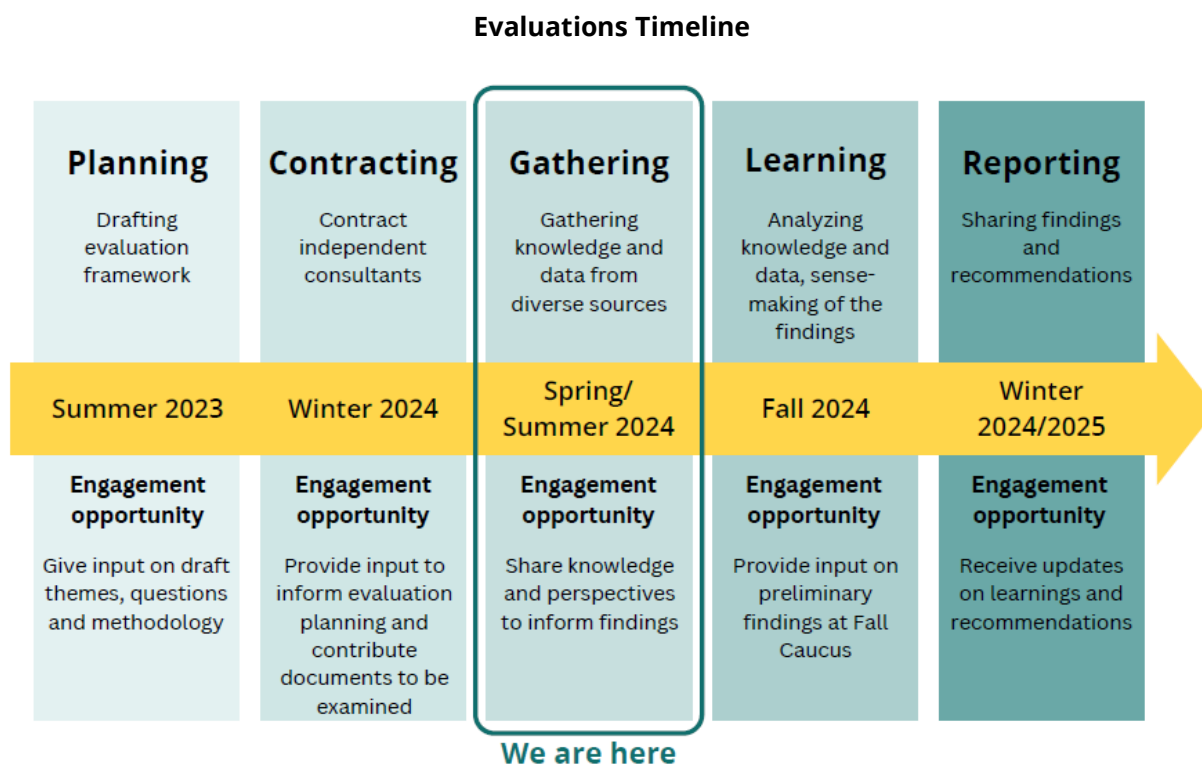 Evaluations Timeline
Planning
Drafting
evaluation
framework
Summer 2023
Engagement
opportunity
Give input on draft
themes, questions
and methodology
Contracting
Contract
independent
consultants
Winter 2024
Engagement
opportunity
Provide input to
inform evaluation
planning and
contribute
documents to be
examined
Gathering
Gathering
knowledge and
data from
diverse sources
Spring/
Summer 2024
Engagement
opportunity
Share knowledge
and perspectives
to inform findings
We are here
Learning
Analyzing
knowledge and
data, sense-
making of the
findings
Fall 2024
Engagement
opportunity
Provide input on
preliminary
findings at Fall
Caucus
Reporting
Sharing findings
and
recommendations
Winter
2024/2025
Engagement
opportunity
Receive updates
on learnings and
recommendations